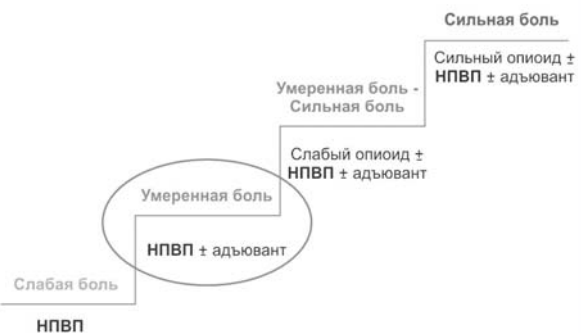 Сильная боль
Сильный опиоид ±
НПВП ± адъювант
Умеренная боль -
Сильная боль
Слабый опиоид ±
НПВП ± адъювант
Умеренная боль
НПВП ± адъювант
Слабая боль
НПВП